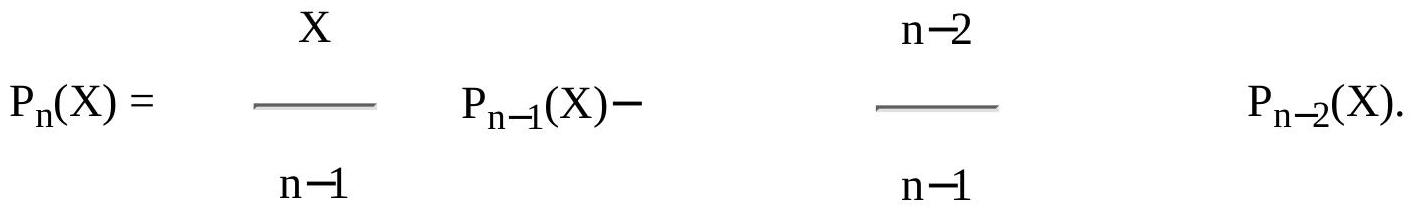 X n−2
Pn(X) = Pn−1(X)− Pn−2(X).
n−1 n−1